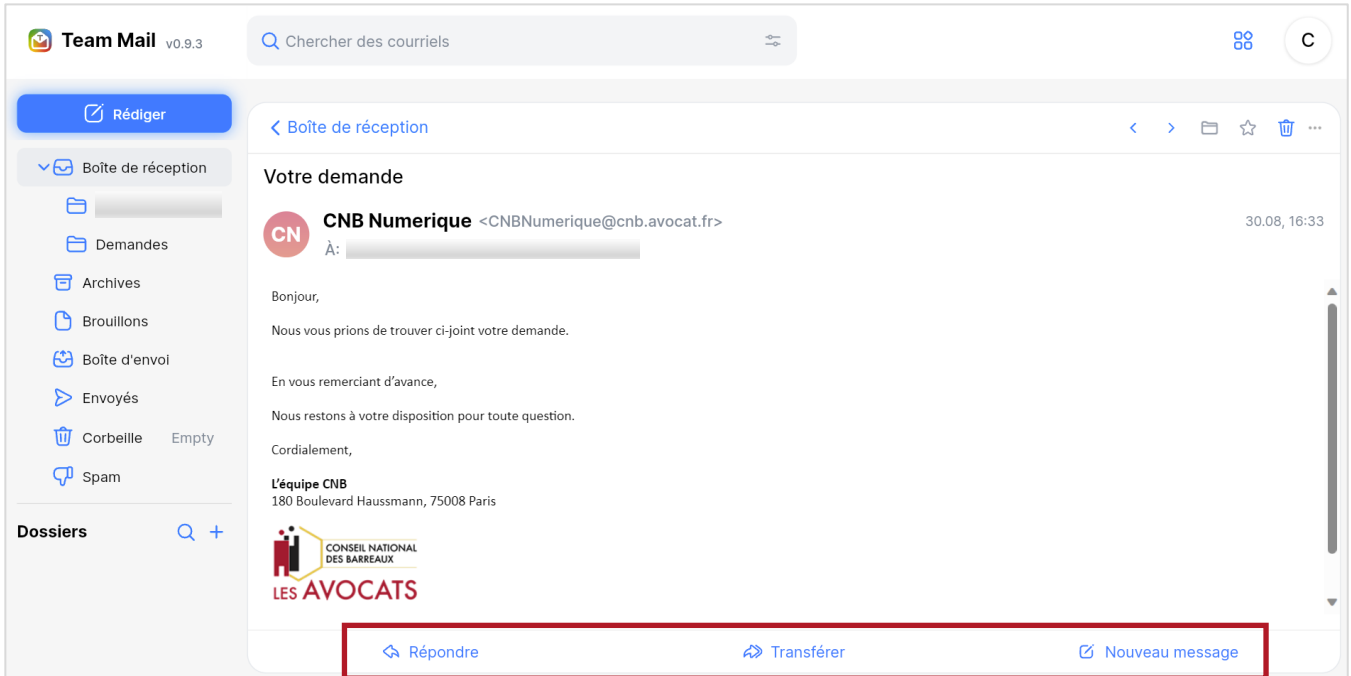 Team Mail v0.9.3
Chercher des courriels
C
Rédiger
Boîte de réception
Demandes
Archives
Brouillons
Boîte d'envoi
Envoyés
Corbeille Empty
Spam
Dossiers
Boîte de réception
Votre demande
CN
CNB Numerique <CNBNumerique@cnb.avocat.fr>
30.08, 16:33
À:
Bonjour,
Nous vous prions de trouver ci-joint votre demande.
En vous remerciant d’avance,
Nous restons à votre disposition pour toute question.
Cordialement,
L’équipe CNB
180 Boulevard Haussmann, 75008 Paris
CONSEIL NATIONAL
DES BARREAUX
LES AVOCATS
Répondre Transférer Nouveau message